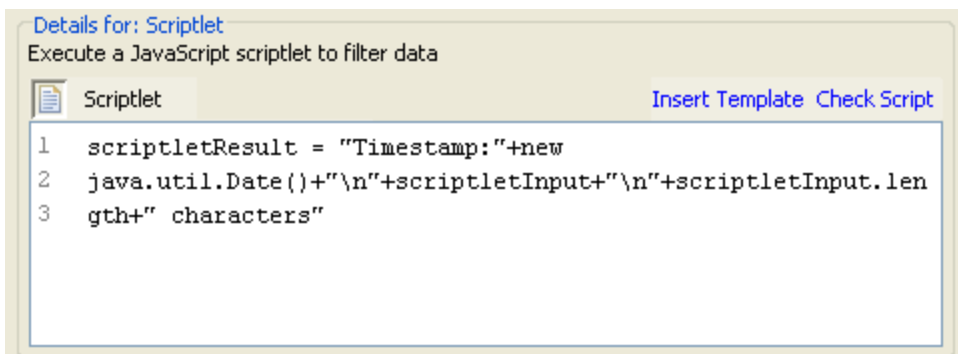 Details for: Scriptlet
Execute a JavaScript scriptlet to filter data
Scriptlet Insert Template Check Script
1 scriptletResult = "Timestamp:"+new
2 java.util.Date()+"\n"+scriptletInput+"\n"+scriptletInput.len
3 gth+" characters"